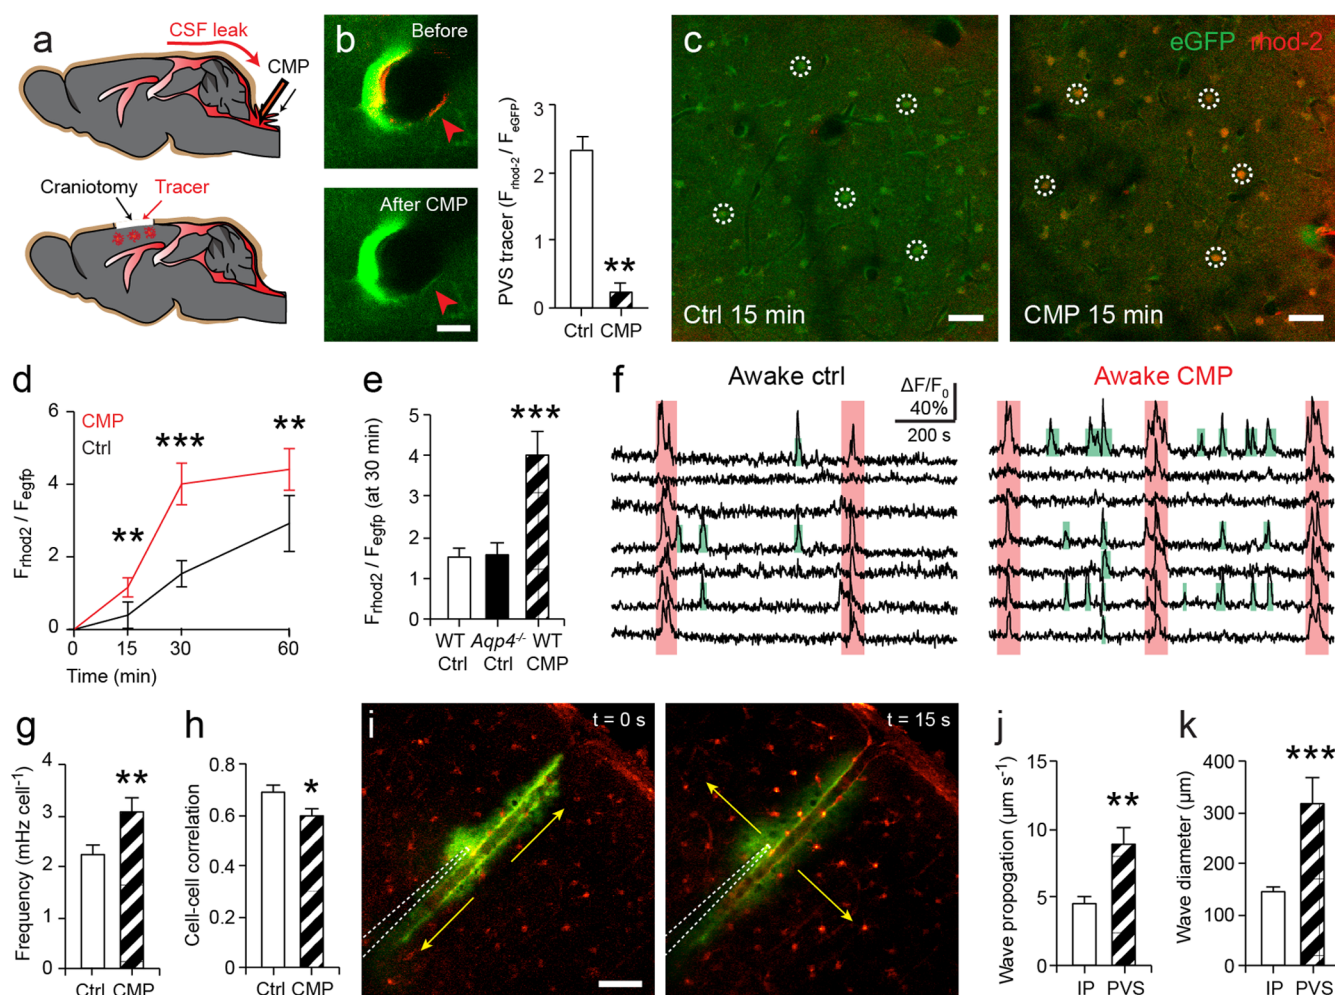 a
CSF leak
CMP
Craniotomy Tracer
b
Before
After CMP
PVS tracer (Frhod-2 / FeGFP)
3
2
1
0
**
Ctrl CMP
c
Ctrl 15 min
eGFP rhod-2
CMP 15 min
d
Frhod2 / Fegfp
6
4
2
0
CMP
Ctrl
**
***
**
0 15 30 60
Time (min)
e
Frhod2 / Fegfp (at 30 min)
5
4
3
2
1
0
***
WT Aqp4-/- WT
Ctrl Ctrl CMP
f
Awake ctrl
ΔF/F0
40%
200 s
Awake CMP
g
Frequency (mHz cell-1)
4
3
2
1
0
**
Ctrl CMP
h
Cell-cell correlation
0.8
0.6
0.4
0.2
0
*
Ctrl CMP
i
t = 0 s
t = 15 s
j
Wave propogation (µm s-1)
15
10
5
0
**
IP PVS
k
Wave diameter (µm)
400
300
200
100
0
***
IP PVS